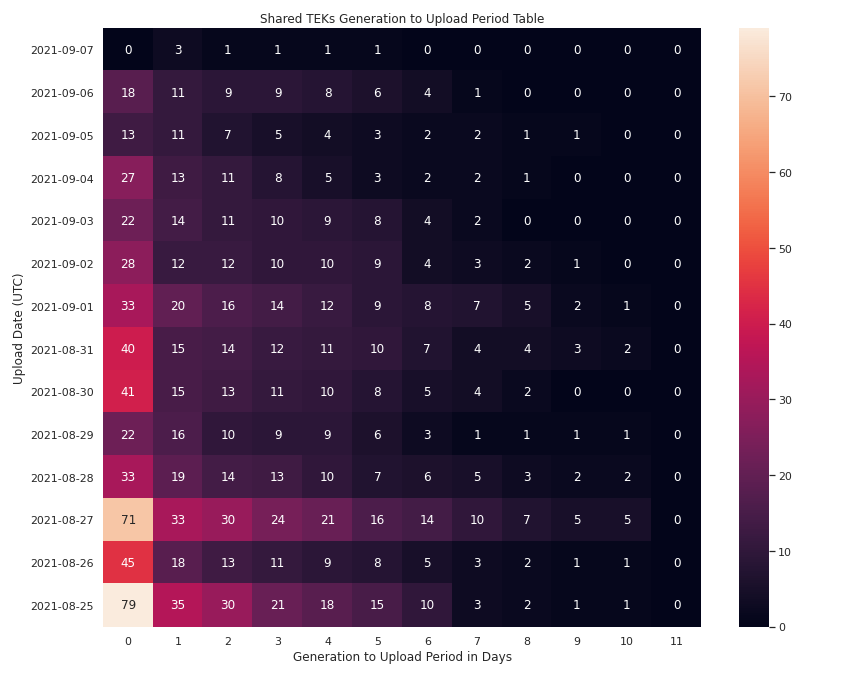 Shared TEKs Generation to Upload Period Table
Upload Date (UTC)
2021-09-07 0 3 1 1 1 1 0 0 0 0 0 0
2021-09-06 18 11 9 9 8 6 4 1 0 0 0 0
2021-09-05 13 11 7 5 4 3 2 2 1 1 0 0
2021-09-04 27 13 11 8 5 3 2 2 1 0 0 0
2021-09-03 22 14 11 10 9 8 4 2 0 0 0 0
2021-09-02 28 12 12 10 10 9 4 3 2 1 0 0
2021-09-01 33 20 16 14 12 9 8 7 5 2 1 0
2021-08-31 40 15 14 12 11 10 7 4 4 3 2 0
2021-08-30 41 15 13 11 10 8 5 4 2 0 0 0
2021-08-29 22 16 10 9 9 6 3 1 1 1 1 0
2021-08-28 33 19 14 13 10 7 6 5 3 2 2 0
2021-08-27 71 33 30 24 21 16 14 10 7 5 5 0
2021-08-26 45 18 13 11 9 8 5 3 2 1 1 0
2021-08-25 79 35 30 21 18 15 10 3 2 1 1 0
0 1 2 3 4 5 6 7 8 9 10 11
Generation to Upload Period in Days
70
60
50
40
30
20
10
0